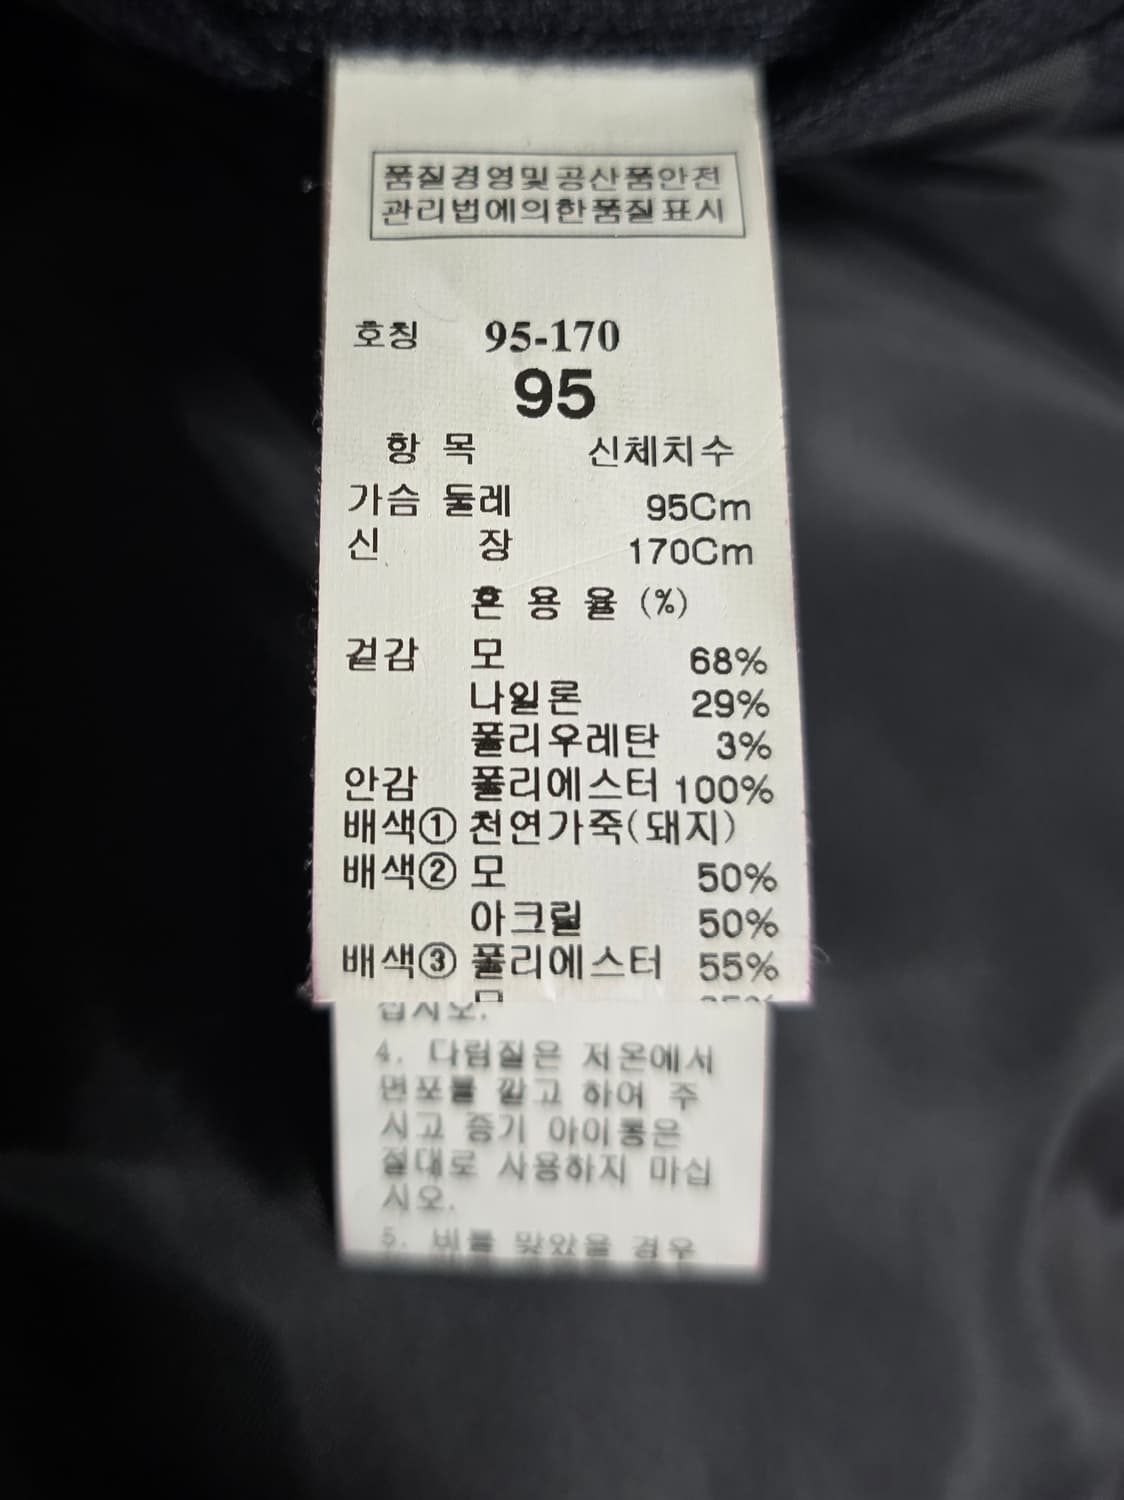 품질경영및공산품안전
관리법에의한품질표시
호칭 95-170
95
항 목 신체치수
가슴 둘레 95Cm
신 장 170Cm
혼 용 율 (%)
겉감 모 68%
나일론 29%
폴리우레탄 3%
안감 폴리에스터 100%
배색① 천연가죽(돼지)
배색② 모 50%
아크릴 50%
배색③ 폴리에스터 55%
십시오.
4. 다림질은 저온에서
면포를 깔고 하여 주
시고 증기 아이롱은
절대로 사용하지 마십
시오.
5. 비를 맞았을 경우